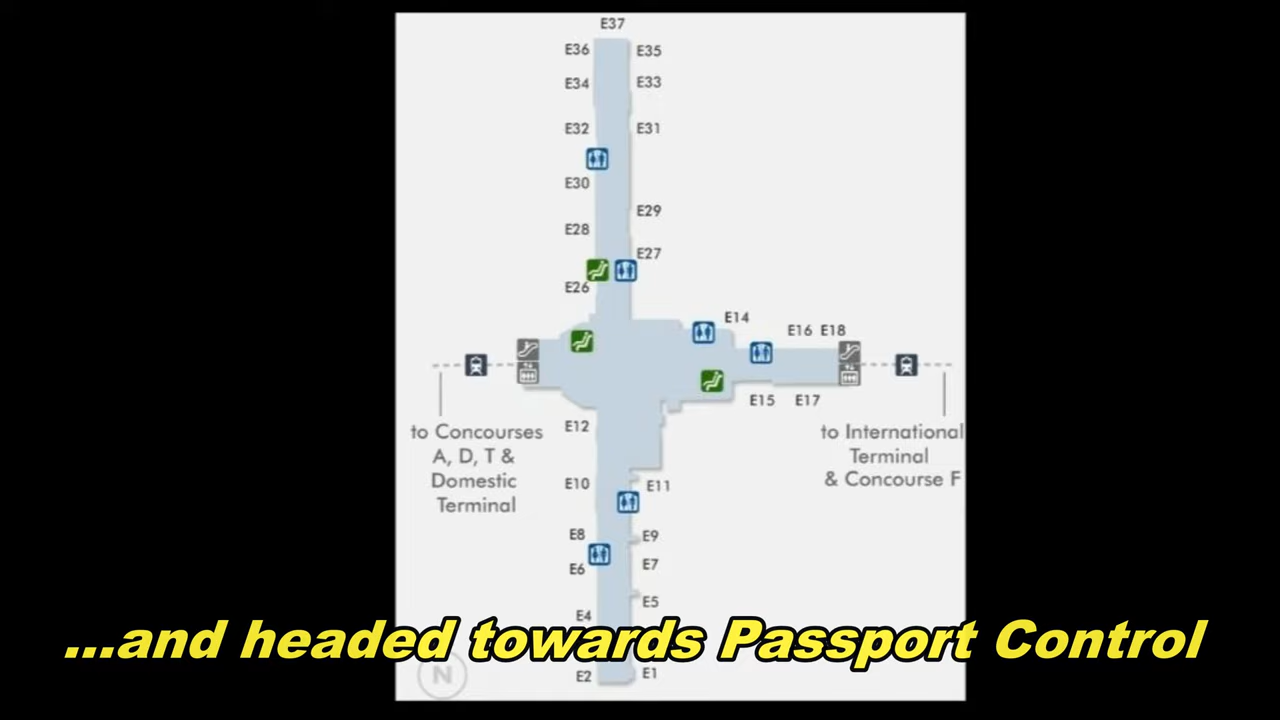 E37
E36 E35
E34 E33
E32 E31
E30
E29
E28
E27
E26
E14
E16 E18
E15 E17
E12
to Concourses
A, D, T &
Domestic
Terminal
to International
Terminal
& Concourse F
E10 E11
E8 E9
E6 E7
E4 E5
...and headed towards Passport Control
E2 E1
N